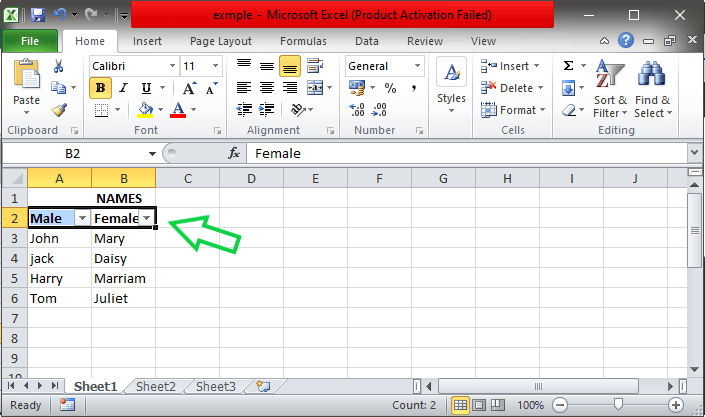 exmple - Microsoft Excel (Product Activation Failed)
File Home Insert Page Layout Formulas Data Review View
Calibri 11 General Σ
Paste B I U A A % , Styles Insert Delete Format Sort & Filter Find & Select
Clipboard Font Alignment Number Cells Editing
B2 fx Female
A B C D E F G H I J
1 NAMES
2 Male Female
3 John Mary
4 jack Daisy
5 Harry Marriam
6 Tom Juliet
7
8
9
10
Sheet1 Sheet2 Sheet3
Ready Count: 2 100%